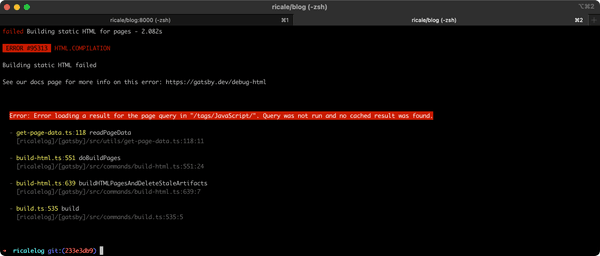 ricale/blog (-zsh)
⌥⌘2
ricale/blog:8000 (-zsh) ⌘1 ricale/blog (-zsh) ⌘2 +
failed Building static HTML for pages - 2.082s
ERROR #95313 HTML.COMPILATION
Building static HTML failed
See our docs page for more info on this error: https://gatsby.dev/debug-html
Error: Error loading a result for the page query in "/tags/JavaScript/". Query was not run and no cached result was found.
- get-page-data.ts:118 readPageData
[ricalelog]/[gatsby]/src/utils/get-page-data.ts:118:11
- build-html.ts:551 doBuildPages
[ricalelog]/[gatsby]/src/commands/build-html.ts:551:24
- build-html.ts:639 buildHTMLPagesAndDeleteStaleArtifacts
[ricalelog]/[gatsby]/src/commands/build-html.ts:639:7
- build.ts:535 build
[ricalelog]/[gatsby]/src/commands/build.ts:535:5
ricalelog git:(233e3db9)